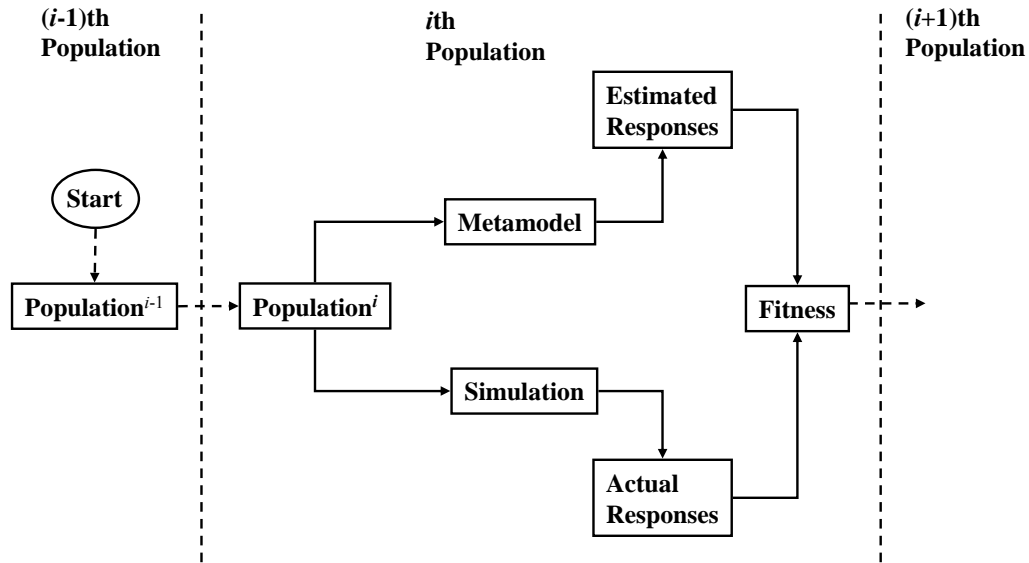 (i-1)th
Population
ith
Population
(i+1)th
Population
Estimated
Responses
Start
Metamodel
Population^{i-1}
Population^{i}
Fitness
Simulation
Actual
Responses